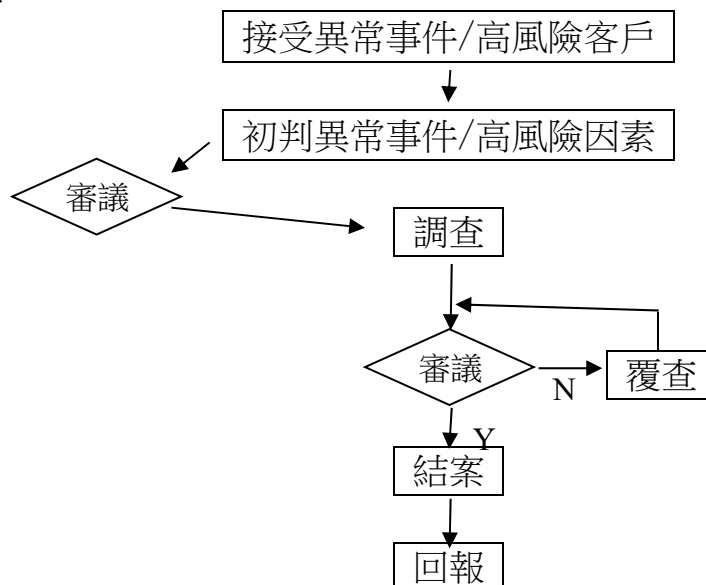 接受異常事件/高風險客戶
初判異常事件/高風險因素
審議
調查
審議
N
覆查
Y
結案
回報